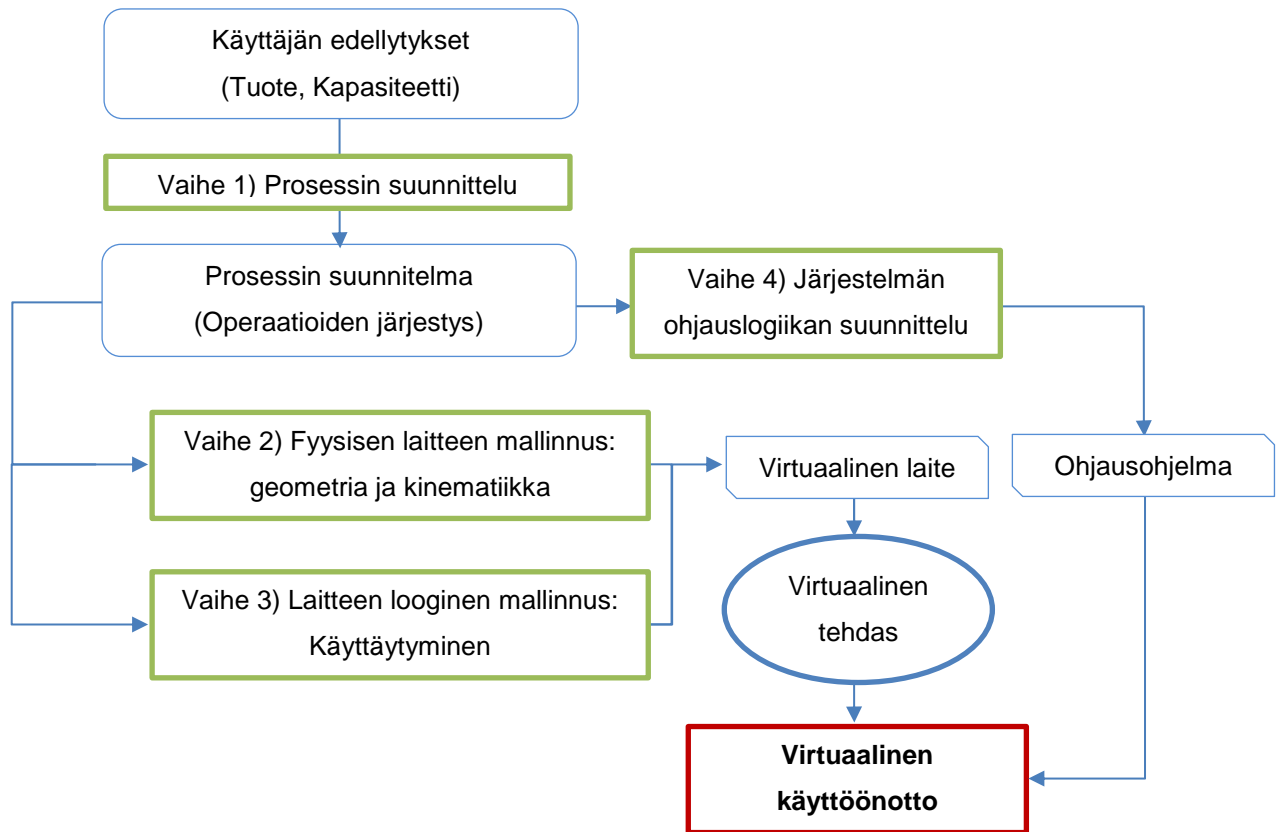 Käyttäjän edellytykset
(Tuote, Kapasiteetti)
Vaihe 1) Prosessin suunnittelu
Prosessin suunnitelma
(Operaatioiden järjestys)
Vaihe 4) Järjestelmän
ohjauslogiikan suunnittelu
Vaihe 2) Fyysisen laitteen mallinnus:
geometria ja kinematiikka
Virtuaalinen laite
Ohjausohjelma
Vaihe 3) Laitteen looginen mallinnus:
Käyttäytyminen
Virtuaalinen
tehdas
Virtuaalinen
käyttöönotto